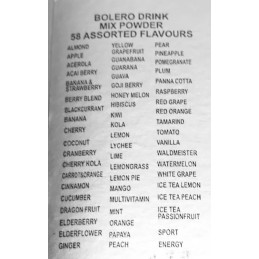 BOLERO DRINK
MIX POWDER
58 ASSORTED FLAVOURS
ALMOND
APPLE
ACEROLA
ACAI BERRY
BANANA &
STRAWBERRY
BERRY BLEND
BLACKCURRANT
BANANA
CHERRY
COCONUT
CRANBERRY
CHERRY KOLA
CARROT&ORANGE
CINNAMON
CUCUMBER
DRAGON FRUIT
ELDERBERRY
ELDERFLOWER
GINGER
YELLOW
GRAPEFRUIT
GUANABANA
GUARANA
GUAVA
GOJI BERRY
HONEY MELON
HIBISCUS
KIWI
KOLA
LEMON
LYCHEE
LIME
LEMONGRASS
LEMON PIE
MANGO
MULTIVITAMIN
MINT
ORANGE
PAPAYA
PEACH
PEAR
PINEAPPLE
POMEGRANATE
PLUM
PANNA COTTA
RASPBERRY
RED GRAPE
RED ORANGE
TAMARIND
TOMATO
VANILLA
WALDMEISTER
WATERMELON
WHITE GRAPE
ICE TEA LEMON
ICE TEA PEACH
ICE TEA
PASSIONFRUIT
SPORT
ENERGY